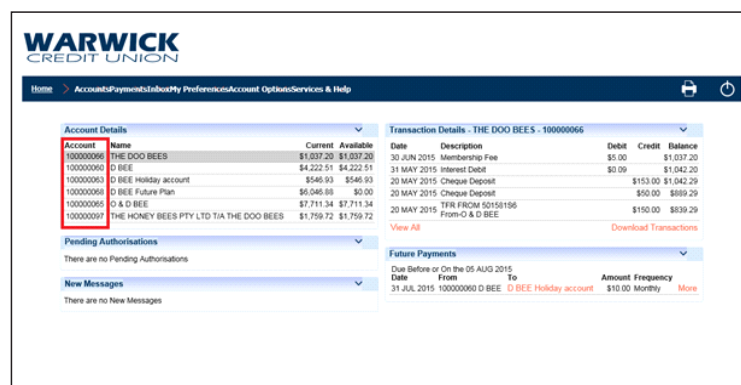 WARWICK
CREDIT UNION
Home > AccountsPaymentsInboxMy PreferencesAccount OptionsServices & Help
Account Details
Account Name Current Available
100000066 THE DOO BEES $1,037.20 $1,037.20
100000060 D BEE $4,222.51 $4,222.51
100000063 D BEE Holiday account $546.93 $546.93
100000068 D BEE Future Plan $6,046.88 $0.00
100000065 O & D BEE $7,711.34 $7,711.34
100000097 THE HONEY BEES PTY LTD T/A THE DOO BEES $1,759.72 $1,759.72
Pending Authorisations
There are no Pending Authorisations
New Messages
There are no New Messages
Transaction Details - THE DOO BEES - 100000066
Date Description Debit Credit Balance
30 JUN 2015 Membership Fee $5.00 $1,037.20
31 MAY 2015 Interest Debit $0.09 $1,042.20
20 MAY 2015 Cheque Deposit $153.00 $1,042.29
20 MAY 2015 Cheque Deposit $50.00 $889.29
20 MAY 2015 TFR FROM 501581S6 $150.00 $839.29
From-O & D BEE
View All Download Transactions
Future Payments
Due Before or On the 05 AUG 2015
Date From To Amount Frequency
31 JUL 2015 100000060 D BEE D BEE Holiday account $10.00 Monthly More